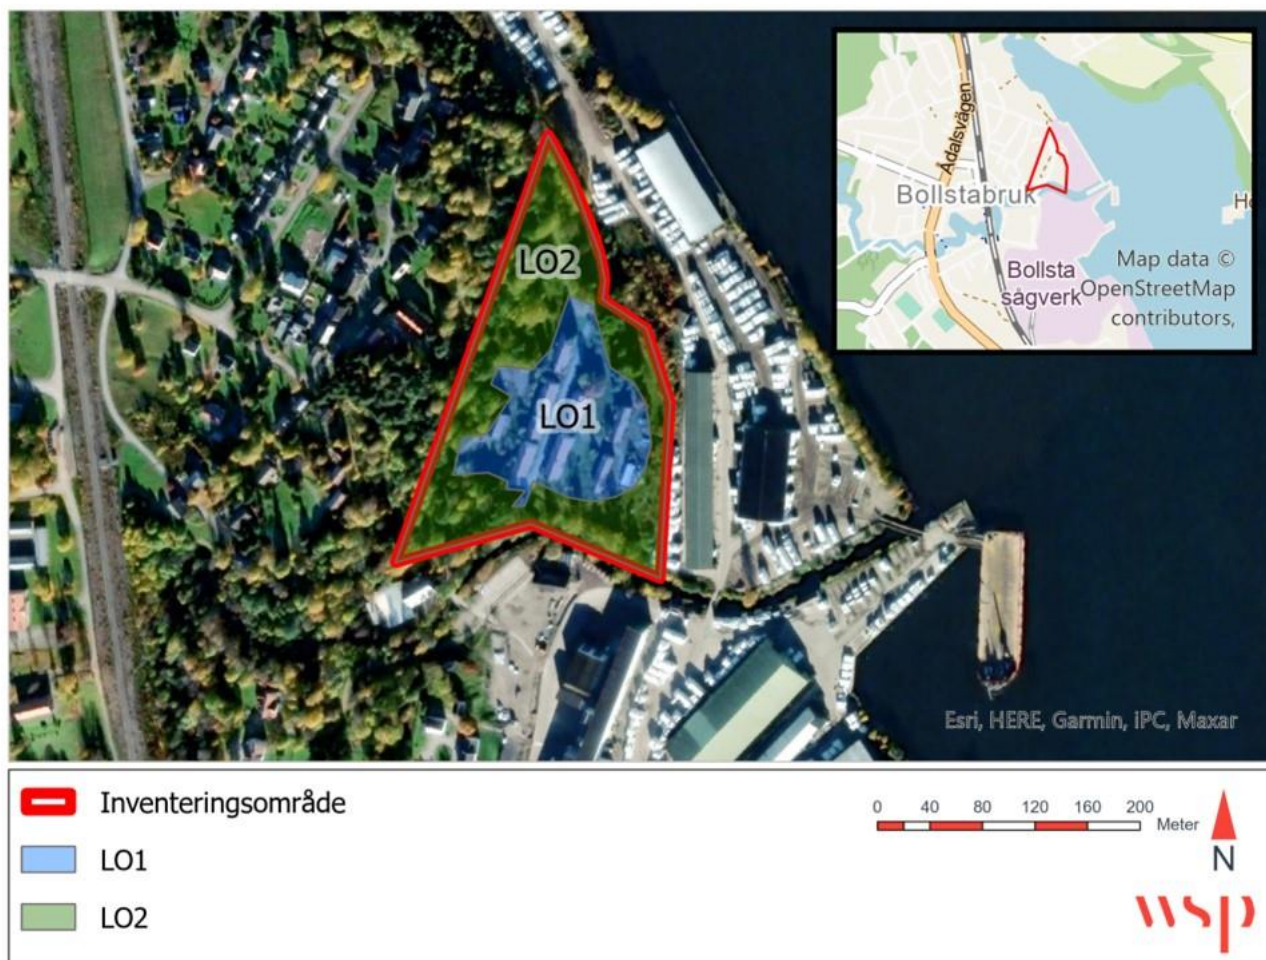 LO2
LO1
Ådalsvägen
Bollstabruk
Bollsta
sågverk
He
Map data ©
OpenStreetMap
contributors,
Esri, HERE, Garmin, iPC, Maxar
Inventeringsområde
LO1
LO2
0 40 80 120 160 200
Meter
N
wsp